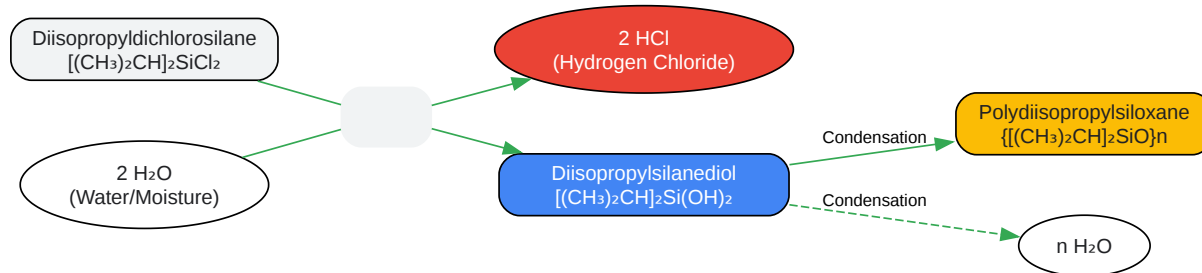 Diisopropyldichlorosilane
[(CH₃)₂CH]₂SiCl₂
2 H₂O
(Water/Moisture)
2 HCl
(Hydrogen Chloride)
Diisopropylsilanediol
[(CH₃)₂CH]₂Si(OH)₂
Condensation
Condensation
Polydiisopropylsiloxane
{[(CH₃)₂CH]₂SiO}n
n H₂O